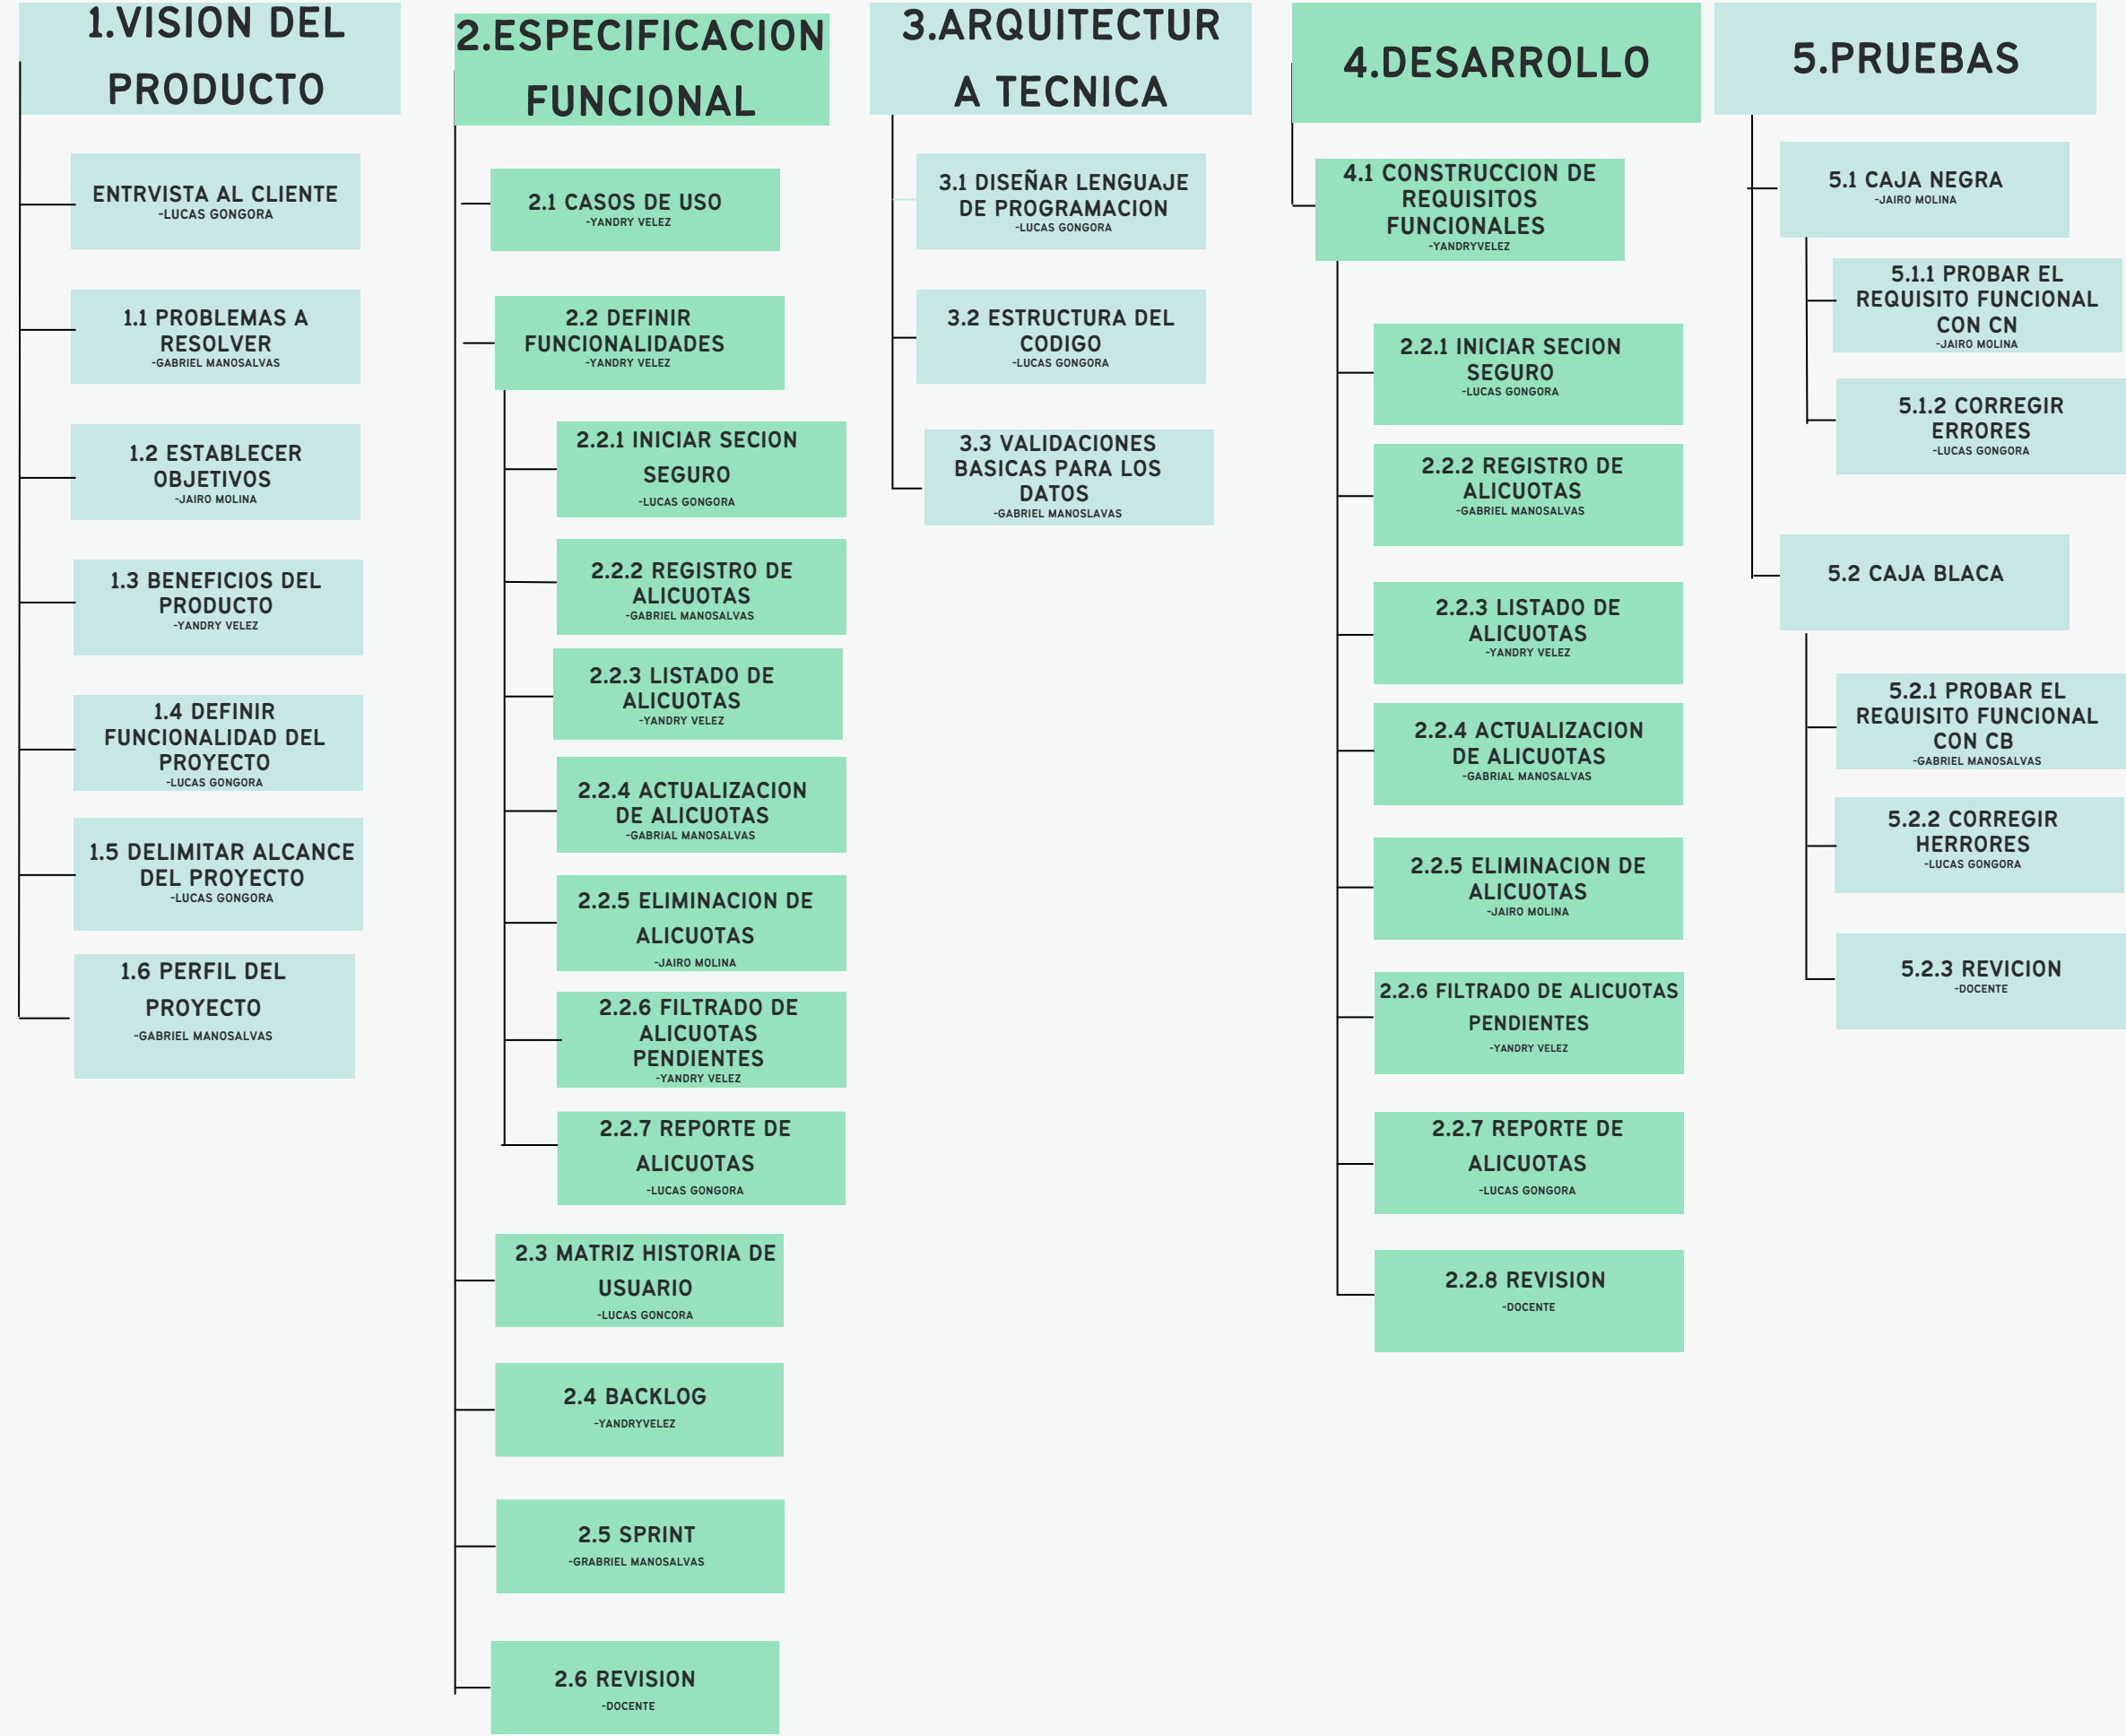 1.VISION DEL
PRODUCTO
ENTRVISTA AL CLIENTE
-LUCAS GONGORA
1.1 PROBLEMAS A
RESOLVER
-GABRIEL MANOSALVAS
1.2 ESTABLECER
OBJETIVOS
-JAIRO MOLINA
1.3 BENEFICIOS DEL
PRODUCTO
-YANDRY VELEZ
1.4 DEFINIR
FUNCIONALIDAD DEL
PROYECTO
-LUCAS GONGORA
1.5 DELIMITAR ALCANCE
DEL PROYECTO
-LUCAS GONGORA
1.6 PERFIL DEL
PROYECTO
-GABRIEL MANOSALVAS
2.ESPECIFICACION
FUNCIONAL
2.1 CASOS DE USO
-YANDRY VELEZ
2.2 DEFINIR
FUNCIONALIDADES
-YANDRY VELEZ
2.2.1 INICIAR SECION
SEGURO
-LUCAS GONGORA
2.2.2 REGISTRO DE
ALICUOTAS
-GABRIEL MANOSALVAS
2.2.3 LISTADO DE
ALICUOTAS
-YANDRY VELEZ
2.2.4 ACTUALIZACION
DE ALICUOTAS
-GABRIAL MANOSALVAS
2.2.5 ELIMINACION DE
ALICUOTAS
-JAIRO MOLINA
2.2.6 FILTRADO DE
ALICUOTAS
PENDIENTES
-YANDRY VELEZ
2.2.7 REPORTE DE
ALICUOTAS
-LUCAS GONGORA
2.3 MATRIZ HISTORIA DE
USUARIO
-LUCAS GONCORA
2.4 BACKLOG
-YANDRYVELEZ
2.5 SPRINT
-GRABRIEL MANOSALVAS
2.6 REVISION
-DOCENTE
3.ARQUITECTUR
A TECNICA
3.1 DISEÑAR LENGUAJE
DE PROGRAMACION
-LUCAS GONGORA
3.2 ESTRUCTURA DEL
CODIGO
-LUCAS GONGORA
3.3 VALIDACIONES
BASICAS PARA LOS
DATOS
-GABRIEL MANOSLAVAS
4.DESARROLLO
4.1 CONSTRUCCION DE
REQUISITOS
FUNCIONALES
-YANDRYVELEZ
2.2.1 INICIAR SECION
SEGURO
-LUCAS GONGORA
2.2.2 REGISTRO DE
ALICUOTAS
-GABRIEL MANOSALVAS
2.2.3 LISTADO DE
ALICUOTAS
-YANDRY VELEZ
2.2.4 ACTUALIZACION
DE ALICUOTAS
-GABRIAL MANOSALVAS
2.2.5 ELIMINACION DE
ALICUOTAS
-JAIRO MOLINA
2.2.6 FILTRADO DE ALICUOTAS
PENDIENTES
-YANDRY VELEZ
2.2.7 REPORTE DE
ALICUOTAS
-LUCAS GONGORA
2.2.8 REVISION
-DOCENTE
5.PRUEBAS
5.1 CAJA NEGRA
-JAIRO MOLINA
5.1.1 PROBAR EL
REQUISITO FUNCIONAL
CON CN
-JAIRO MOLINA
5.1.2 CORREGIR
ERRORES
-LUCAS GONGORA
5.2 CAJA BLACA
5.2.1 PROBAR EL
REQUISITO FUNCIONAL
CON CB
-GABRIEL MANOSALVAS
5.2.2 CORREGIR
HERRORES
-LUCAS GONGORA
5.2.3 REVICION
-DOCENTE